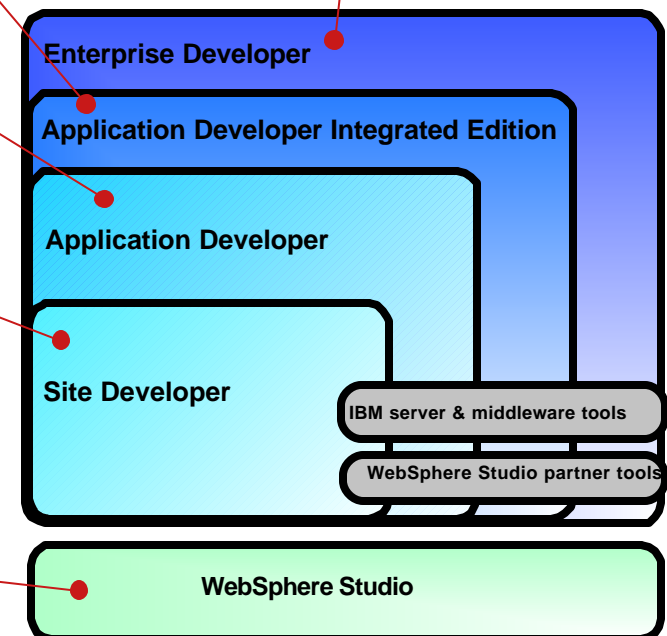 Enterprise Developer
Application Developer Integrated Edition
Application Developer
Site Developer
IBM server & middleware tools
WebSphere Studio partner tools
WebSphere Studio